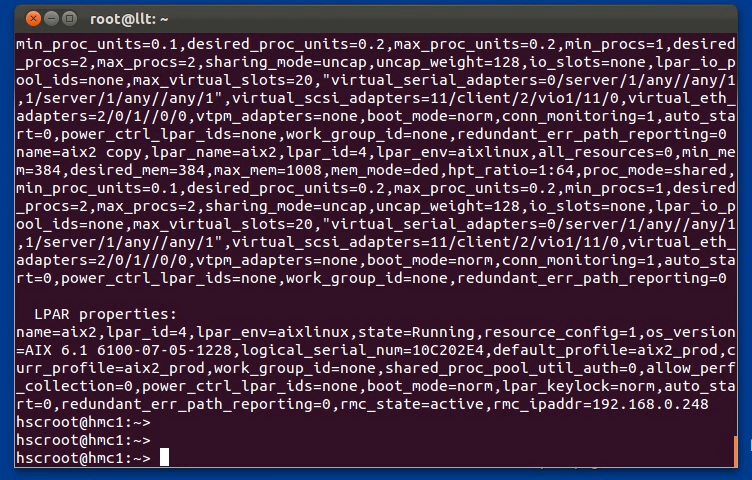 root@llt: ~
min_proc_units=0.1,desired_proc_units=0.2,max_proc_units=0.2,min_procs=1,desired
_procs=2,max_procs=2,sharing_mode=uncap,uncap_weight=128,io_slots=none,lpar_io_p
ool_ids=none,max_virtual_slots=20,"virtual_serial_adapters=0/server/1/any//any/1
,1/server/1/any//any/1",virtual_scsi_adapters=11/client/2/vio1/11/0,virtual_eth_
adapters=2/0/1//0/0,vtpm_adapters=none,boot_mode=norm,conn_monitoring=1,auto_sta
rt=0,power_ctrl_lpar_ids=none,work_group_id=none,redundant_err_path_reporting=0
name=aix2 copy,lpar_name=aix2,lpar_id=4,lpar_env=aixlinux,all_resources=0,min_me
m=384,desired_mem=384,max_mem=1008,mem_mode=ded,hpt_ratio=1:64,proc_mode=shared,
min_proc_units=0.1,desired_proc_units=0.2,max_proc_units=0.2,min_procs=1,desired
_procs=2,max_procs=2,sharing_mode=uncap,uncap_weight=128,io_slots=none,lpar_io_p
ool_ids=none,max_virtual_slots=20,"virtual_serial_adapters=0/server/1/any//any/1
,1/server/1/any//any/1",virtual_scsi_adapters=11/client/2/vio1/11/0,virtual_eth_
adapters=2/0/1//0/0,vtpm_adapters=none,boot_mode=norm,conn_monitoring=1,auto_sta
rt=0,power_ctrl_lpar_ids=none,work_group_id=none,redundant_err_path_reporting=0
LPAR properties:
name=aix2,lpar_id=4,lpar_env=aixlinux,state=Running,resource_config=1,os_version
=AIX 6.1 6100-07-05-1228,logical_serial_num=10C202E4,default_profile=aix2_prod,c
urr_profile=aix2_prod,work_group_id=none,shared_proc_pool_util_auth=0,allow_perf
_collection=0,power_ctrl_lpar_ids=none,boot_mode=norm,lpar_keylock=norm,auto_sta
rt=0,redundant_err_path_reporting=0,rmc_state=active,rmc_ipaddr=192.168.0.248
hscroot@hmc1:~>
hscroot@hmc1:~>
hscroot@hmc1:~>